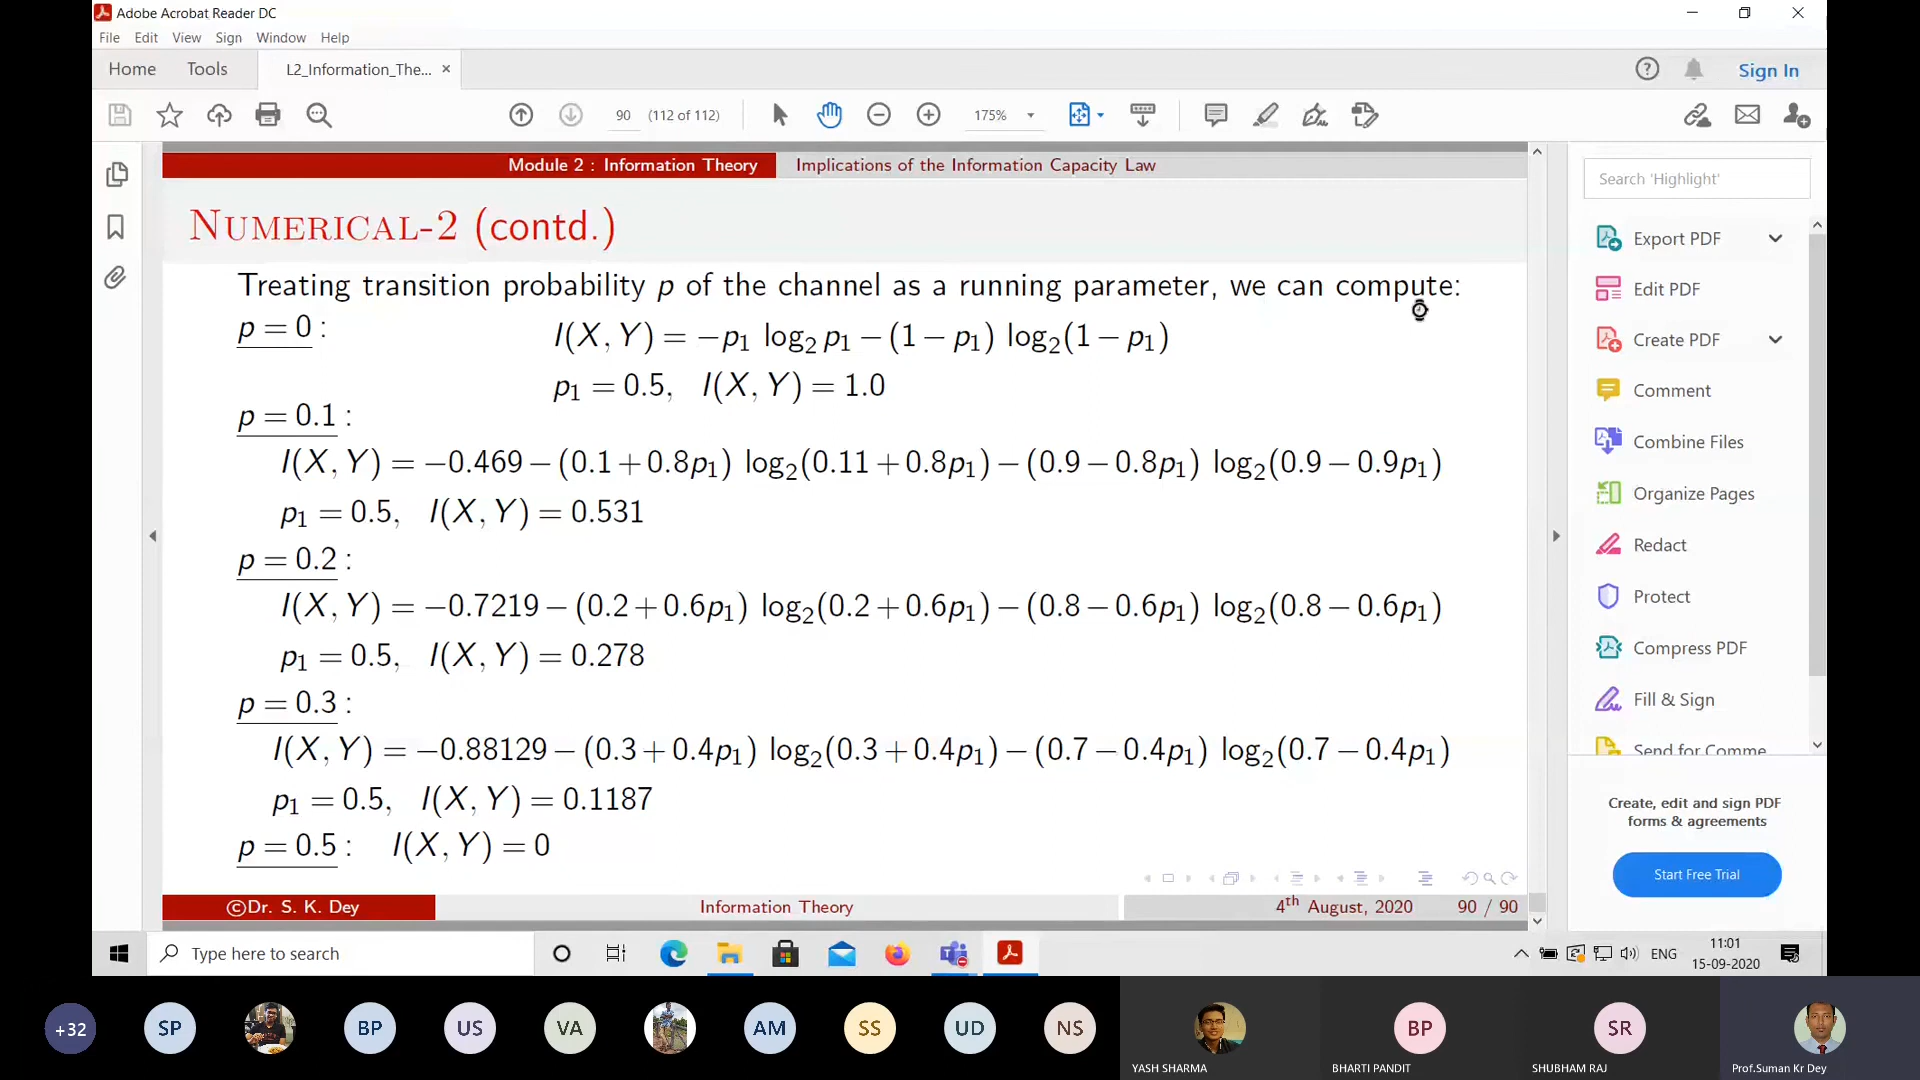 Adobe Acrobat Reader DC
File Edit View Sign Window Help
Home Tools L2_Information_The... ×
Sign In
90 (112 of 112) 175%
Module 2 : Information Theory Implications of the Information Capacity Law
Search 'Highlight'
NUMERICAL-2 (contd.)
Treating transition probability p of the channel as a running parameter, we can compute:
p = 0 : I(X, Y) = −p₁ log₂ p₁ − (1 − p₁) log₂(1 − p₁)
p₁ = 0.5, I(X, Y) = 1.0
p = 0.1 :
I(X, Y) = −0.469 − (0.1 + 0.8p₁) log₂(0.11 + 0.8p₁) − (0.9 − 0.8p₁) log₂(0.9 − 0.9p₁)
p₁ = 0.5, I(X, Y) = 0.531
p = 0.2 :
I(X, Y) = −0.7219 − (0.2 + 0.6p₁) log₂(0.2 + 0.6p₁) − (0.8 − 0.6p₁) log₂(0.8 − 0.6p₁)
p₁ = 0.5, I(X, Y) = 0.278
p = 0.3 :
I(X, Y) = −0.88129 − (0.3 + 0.4p₁) log₂(0.3 + 0.4p₁) − (0.7 − 0.4p₁) log₂(0.7 − 0.4p₁)
p₁ = 0.5, I(X, Y) = 0.1187
p = 0.5 : I(X, Y) = 0
©Dr. S. K. Dey Information Theory 4th August, 2020 90 / 90
Export PDF
Edit PDF
Create PDF
Comment
Combine Files
Organize Pages
Redact
Protect
Compress PDF
Fill & Sign
Send for Comme
Create, edit and sign PDF
forms & agreements
Start Free Trial
Type here to search
ENG
11:01
15-09-2020
+32 SP BP US VA AM SS UD NS BP SR
YASH SHARMA BHARTI PANDIT SHUBHAM RAJ Prof.Suman Kr Dey